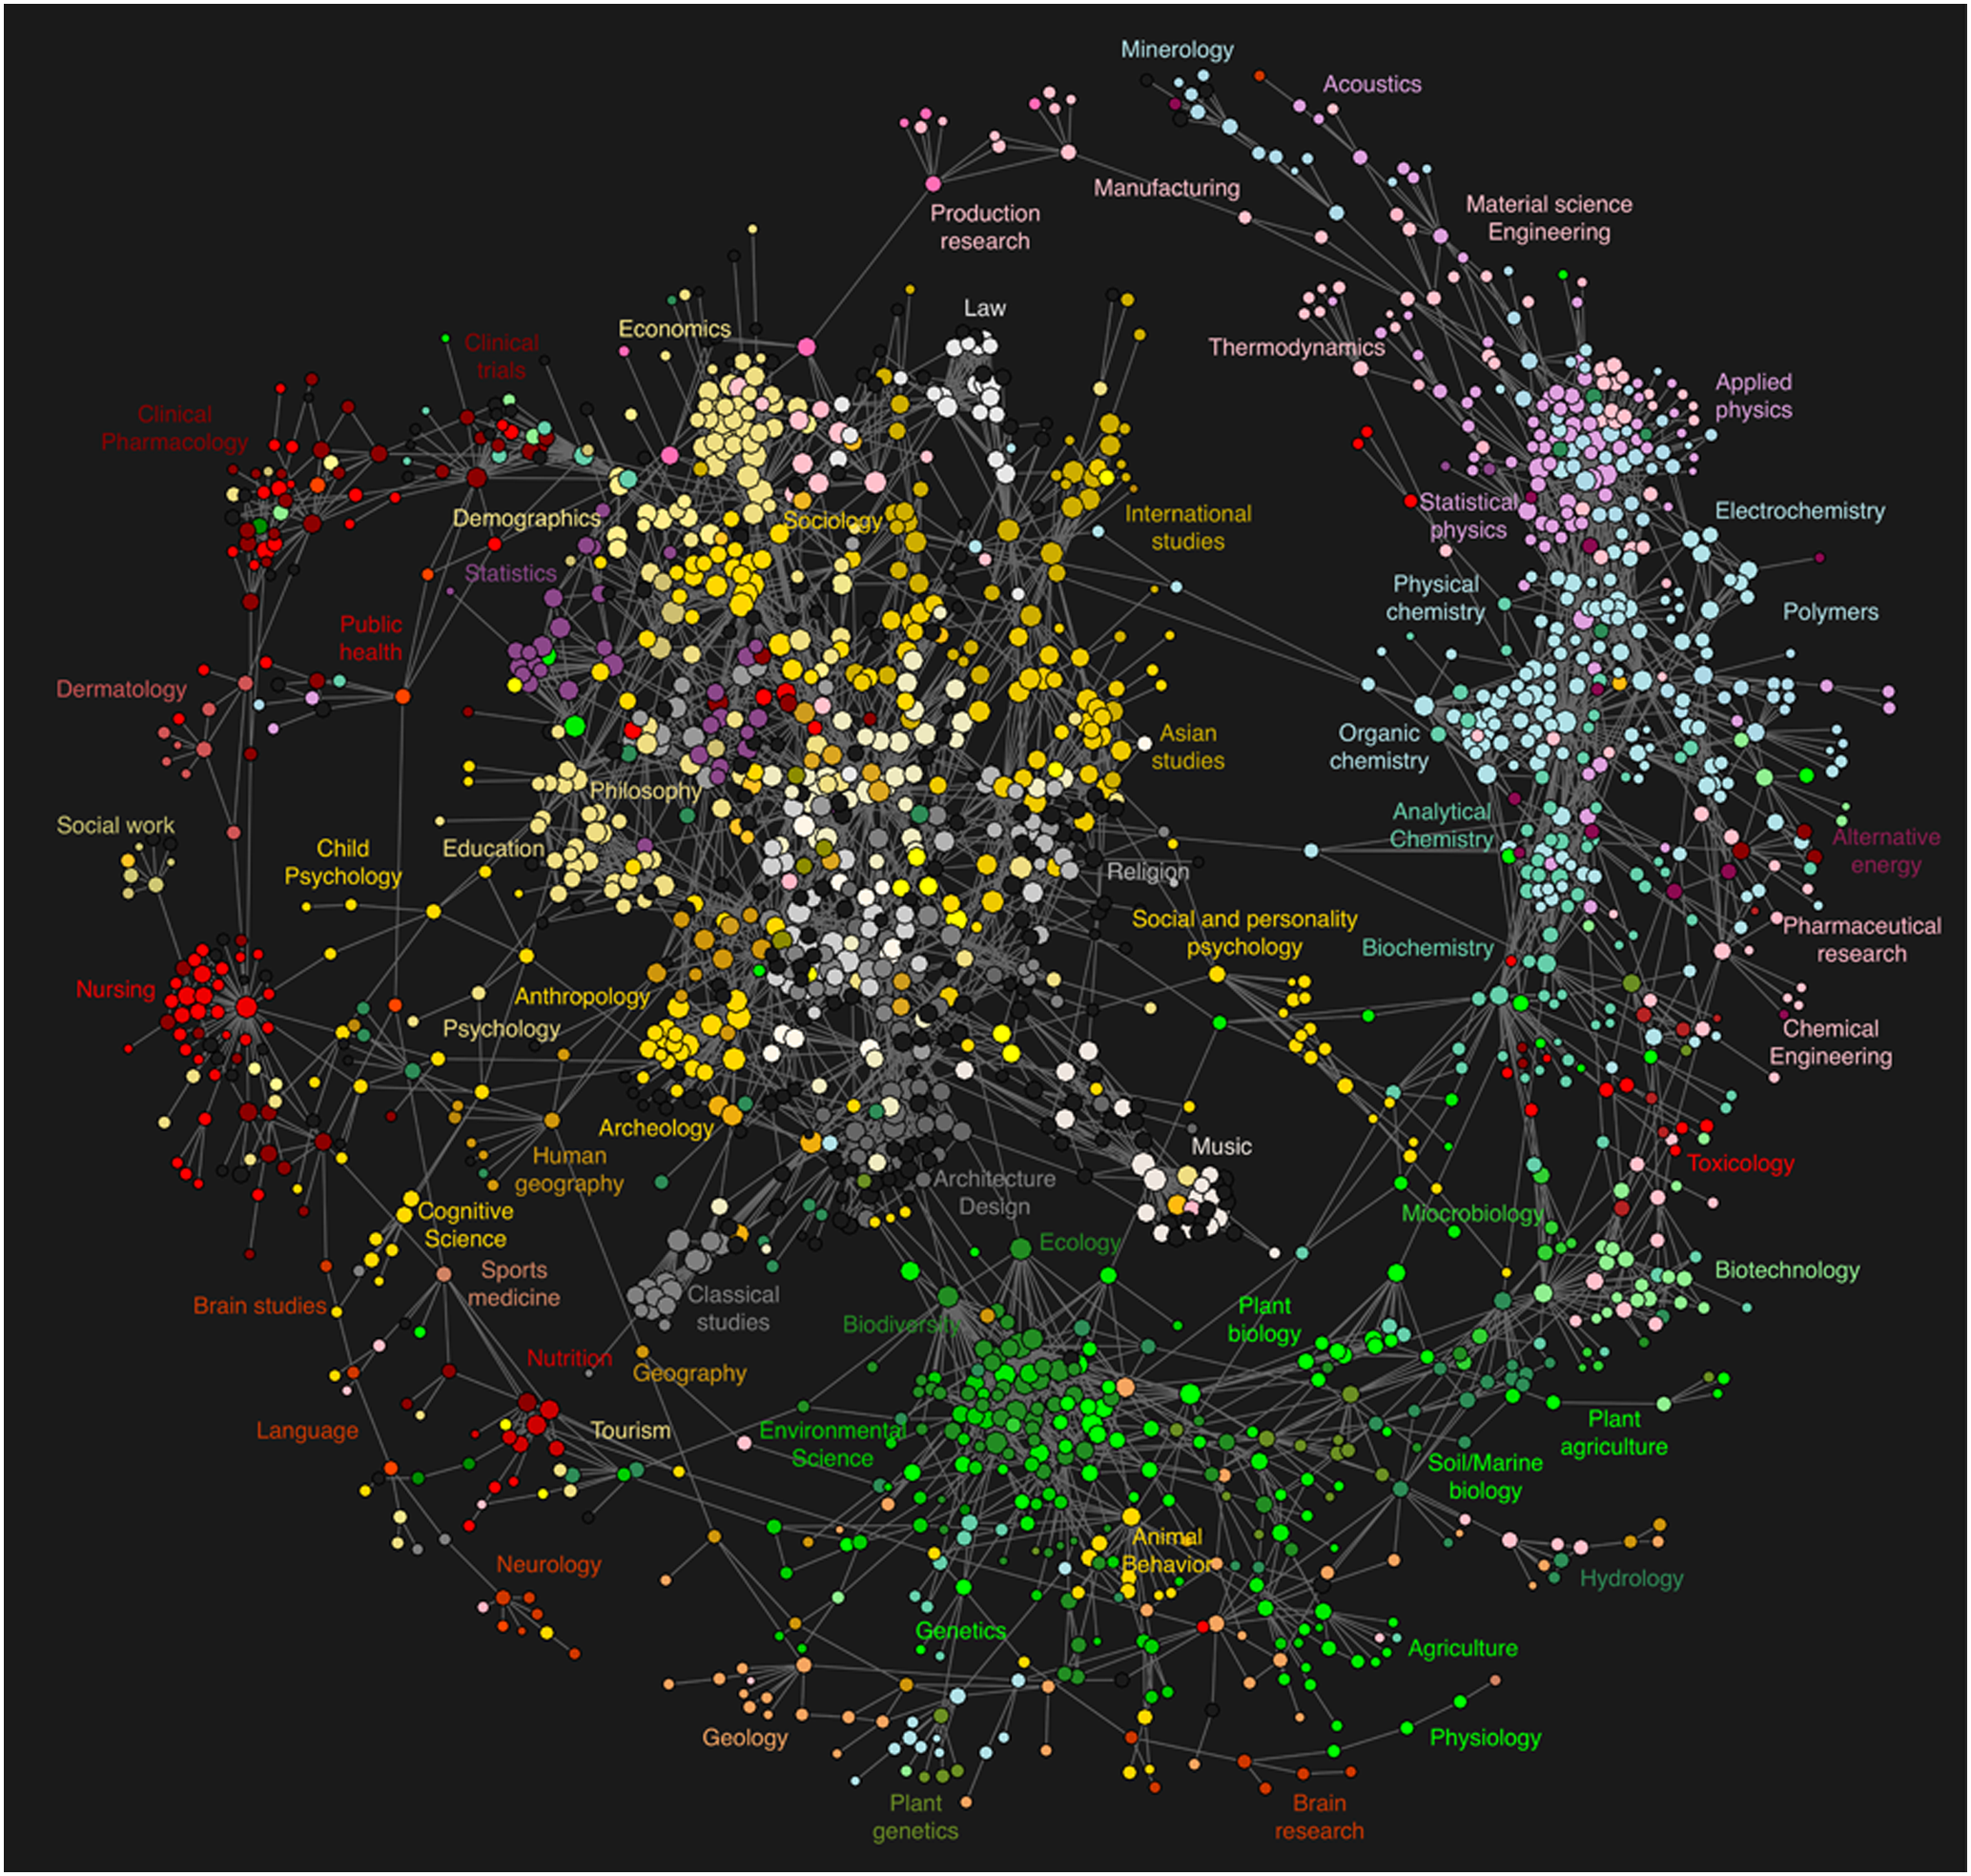 Minerology
Acoustics
Manufacturing
Material science
Engineering
Production
research
Law
Economics
Thermodynamics
Clinical
trials
Applied
physics
Clinical
Pharmacology
Demographics
Sociology
International
studies
Statistical
physics
Electrochemistry
Statistics
Physical
chemistry
Polymers
Public
health
Dermatology
Asian
studies
Organic
chemistry
Philosophy
Social work
Child
Psychology
Education
Analytical
Chemistry
Alternative
energy
Religion
Social and personality
psychology
Biochemistry
Pharmaceutical
research
Nursing
Anthropology
Psychology
Chemical
Engineering
Archeology
Human
geography
Music
Toxicology
Architecture
Design
Cognitive
Science
Miocrobiology
Ecology
Sports
medicine
Biotechnology
Brain studies
Classical
studies
Biodiversity
Plant
biology
Nutrition
Geography
Language
Tourism
Environmental
Science
Plant
agriculture
Soil/Marine
biology
Animal
Behavior
Neurology
Hydrology
Genetics
Agriculture
Geology
Physiology
Plant
genetics
Brain
research